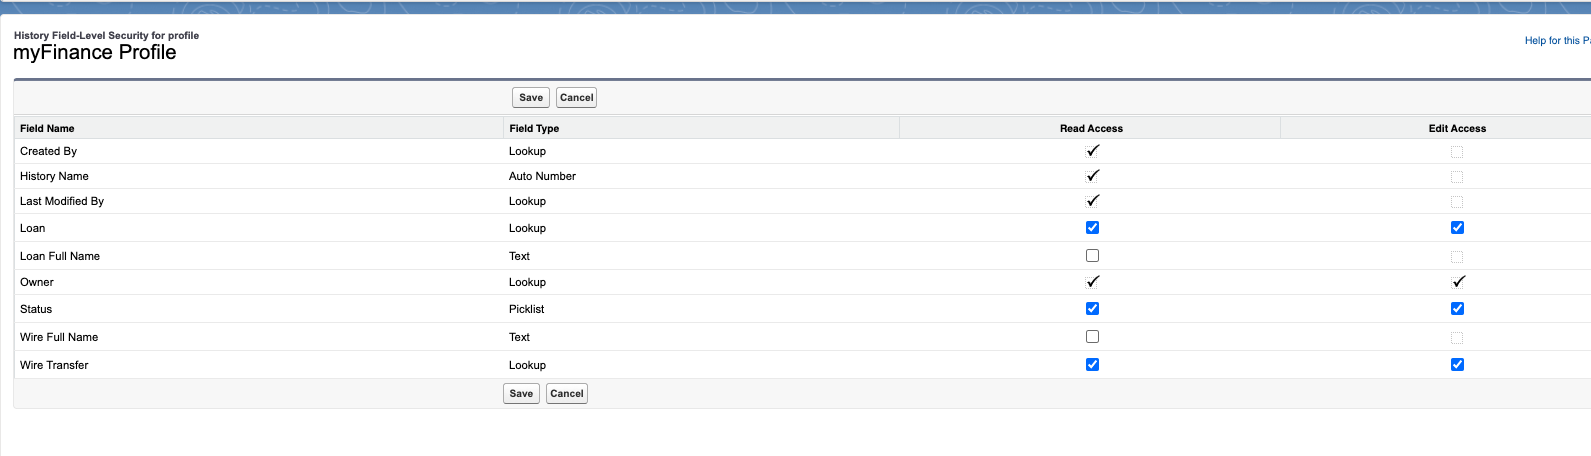 History Field-Level Security for profile
myFinance Profile
Help for this
Save Cancel
Field Name Field Type Read Access Edit Access
Created By Lookup
History Name Auto Number
Last Modified By Lookup
Loan Lookup
Loan Full Name Text
Owner Lookup
Status Picklist
Wire Full Name Text
Wire Transfer Lookup
Save Cancel